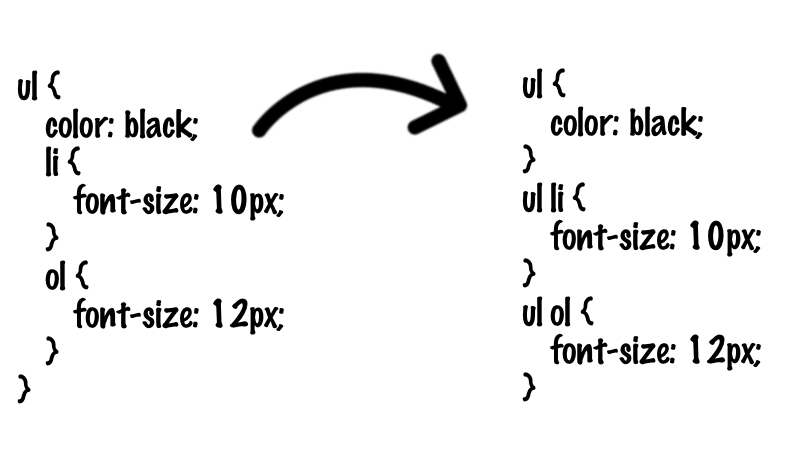 ul {
color: black;
li {
font-size: 10px;
}
ol {
font-size: 12px;
}
}
ul {
color: black;
}
ul li {
font-size: 10px;
}
ul ol {
font-size: 12px;
}